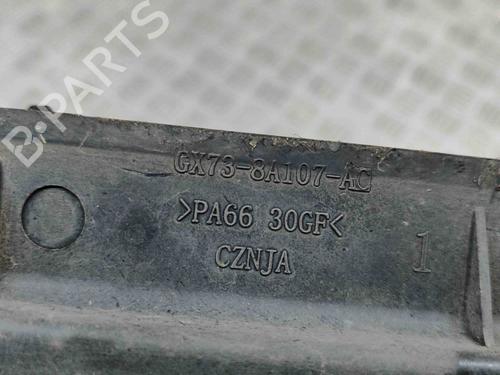 B-PARTS
GX73-8A107-AC
>PA66 30GF<
CZNJA
1